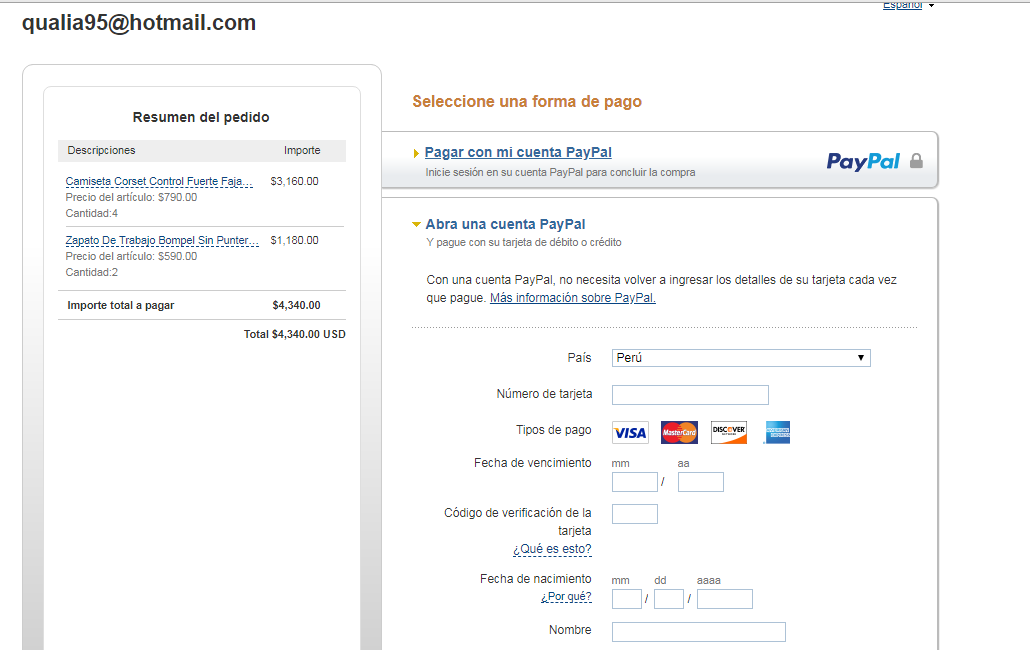 Español
qualia95@hotmail.com
Resumen del pedido
Descripciones Importe
Camiseta Corset Control Fuerte Faja... $3,160.00
Precio del artículo: $790.00
Cantidad:4
Zapato De Trabajo Bompel Sin Punter... $1,180.00
Precio del artículo: $590.00
Cantidad:2
Importe total a pagar $4,340.00
Total $4,340.00 USD
Seleccione una forma de pago
Pagar con mi cuenta PayPal
Inicie sesión en su cuenta PayPal para concluir la compra
PayPal
Abra una cuenta PayPal
Y pague con su tarjeta de débito o crédito
Con una cuenta PayPal, no necesita volver a ingresar los detalles de su tarjeta cada vez
que pague. Más información sobre PayPal.
País Perú
Número de tarjeta
Tipos de pago VISA MasterCard DISCOVER AMERICAN EXPRESS
Fecha de vencimiento mm / aa
Código de verificación de la
tarjeta
¿Qué es esto?
Fecha de nacimiento mm dd aaaa
¿Por qué? / /
Nombre